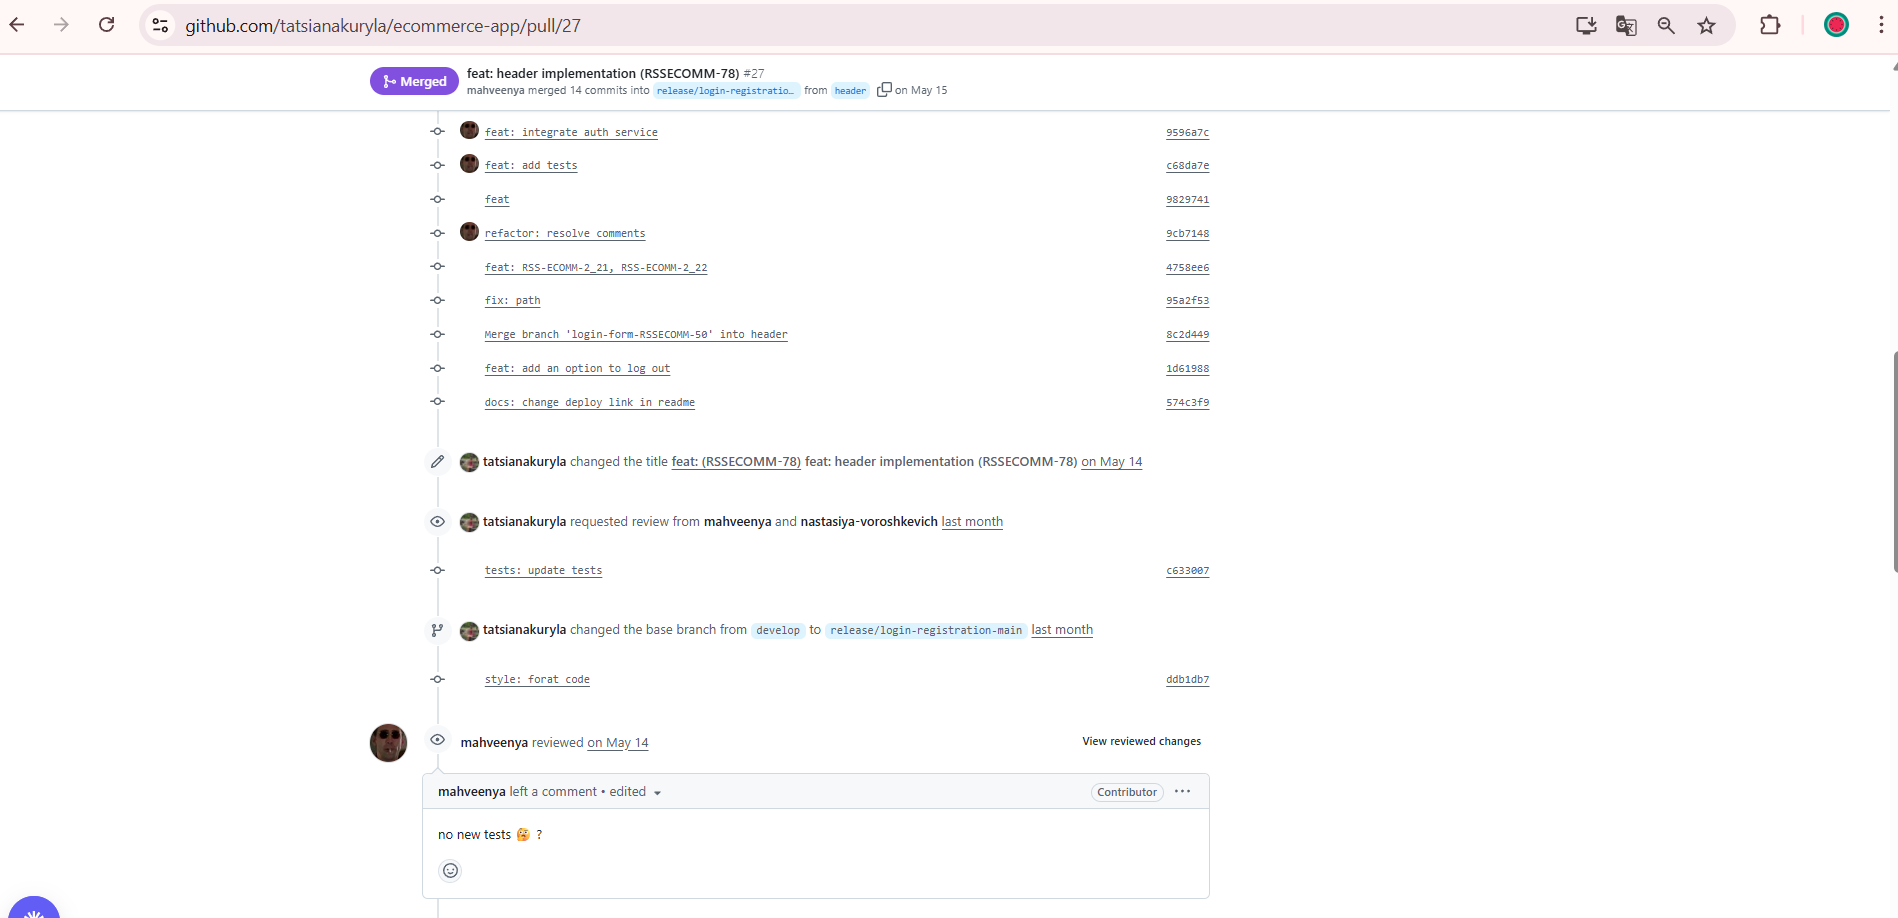 github.com/tatsianakuryla/ecommerce-app/pull/27
Merged
feat: header implementation (RSSECOMM-78) #27
mahveenya merged 14 commits into release/login-registratio... from header on May 15
feat: integrate auth service 9596a7c
feat: add tests c68da7e
feat 9829741
refactor: resolve comments 9cb7148
feat: RSS-ECOMM-2_21, RSS-ECOMM-2_22 4758ee6
fix: path 95a2f53
Merge branch 'login-form-RSSECOMM-50' into header 8c2d449
feat: add an option to log out 1d61988
docs: change deploy link in readme 574c3f9
tatsianakuryla changed the title feat: (RSSECOMM-78) feat: header implementation (RSSECOMM-78) on May 14
tatsianakuryla requested review from mahveenya and nastasiya-voroshkevich last month
tests: update tests c633007
tatsianakuryla changed the base branch from develop to release/login-registration-main last month
style: forat code ddb1db7
mahveenya reviewed on May 14 View reviewed changes
mahveenya left a comment • edited Contributor
no new tests 🫣 ?